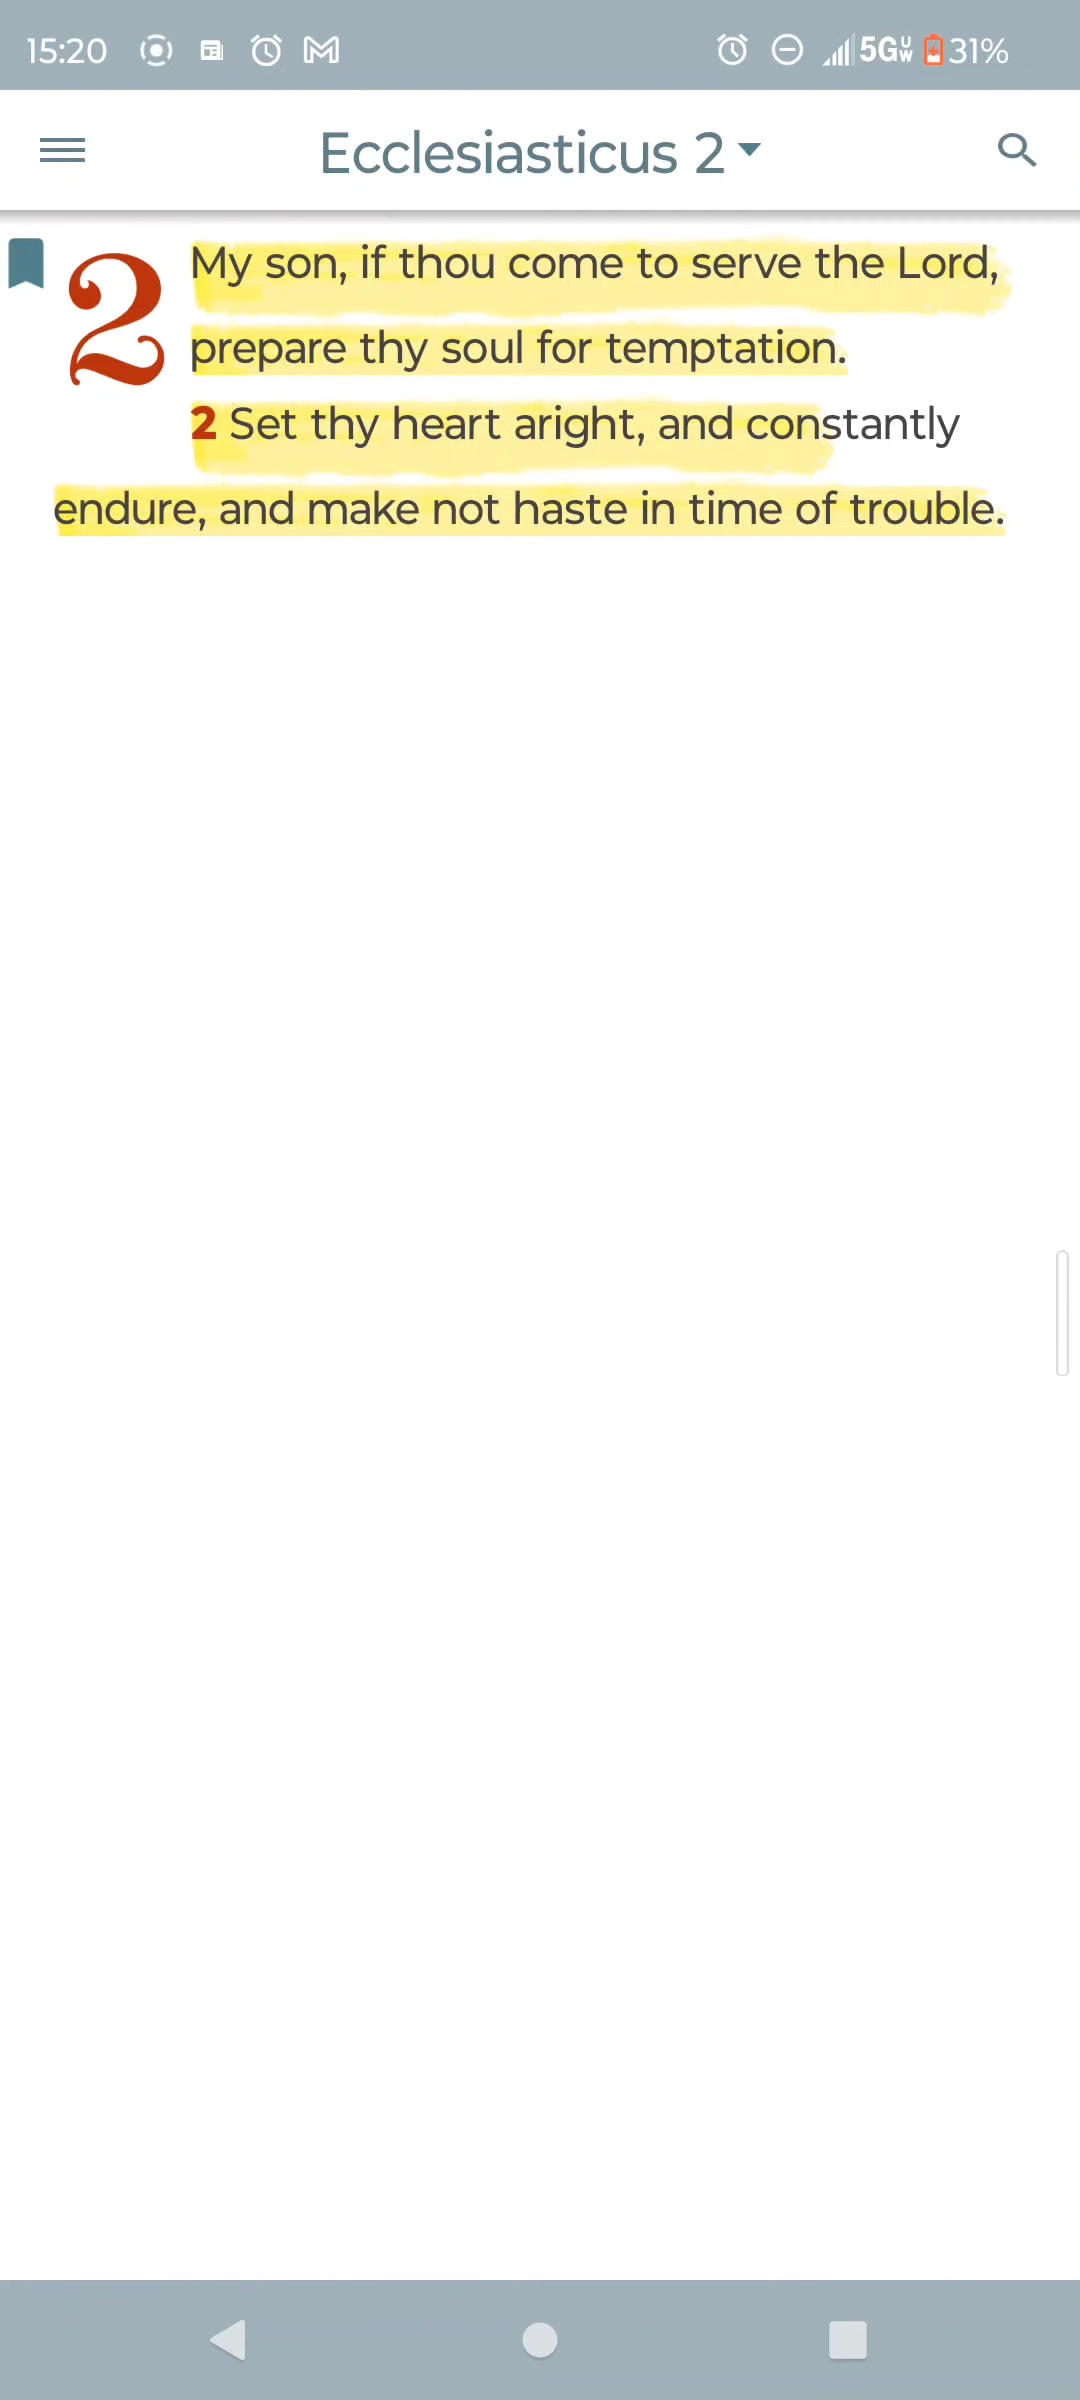 15:20 5G UW 31%
Ecclesiasticus 2
2 My son, if thou come to serve the Lord,
prepare thy soul for temptation.
2 Set thy heart aright, and constantly
endure, and make not haste in time of trouble.